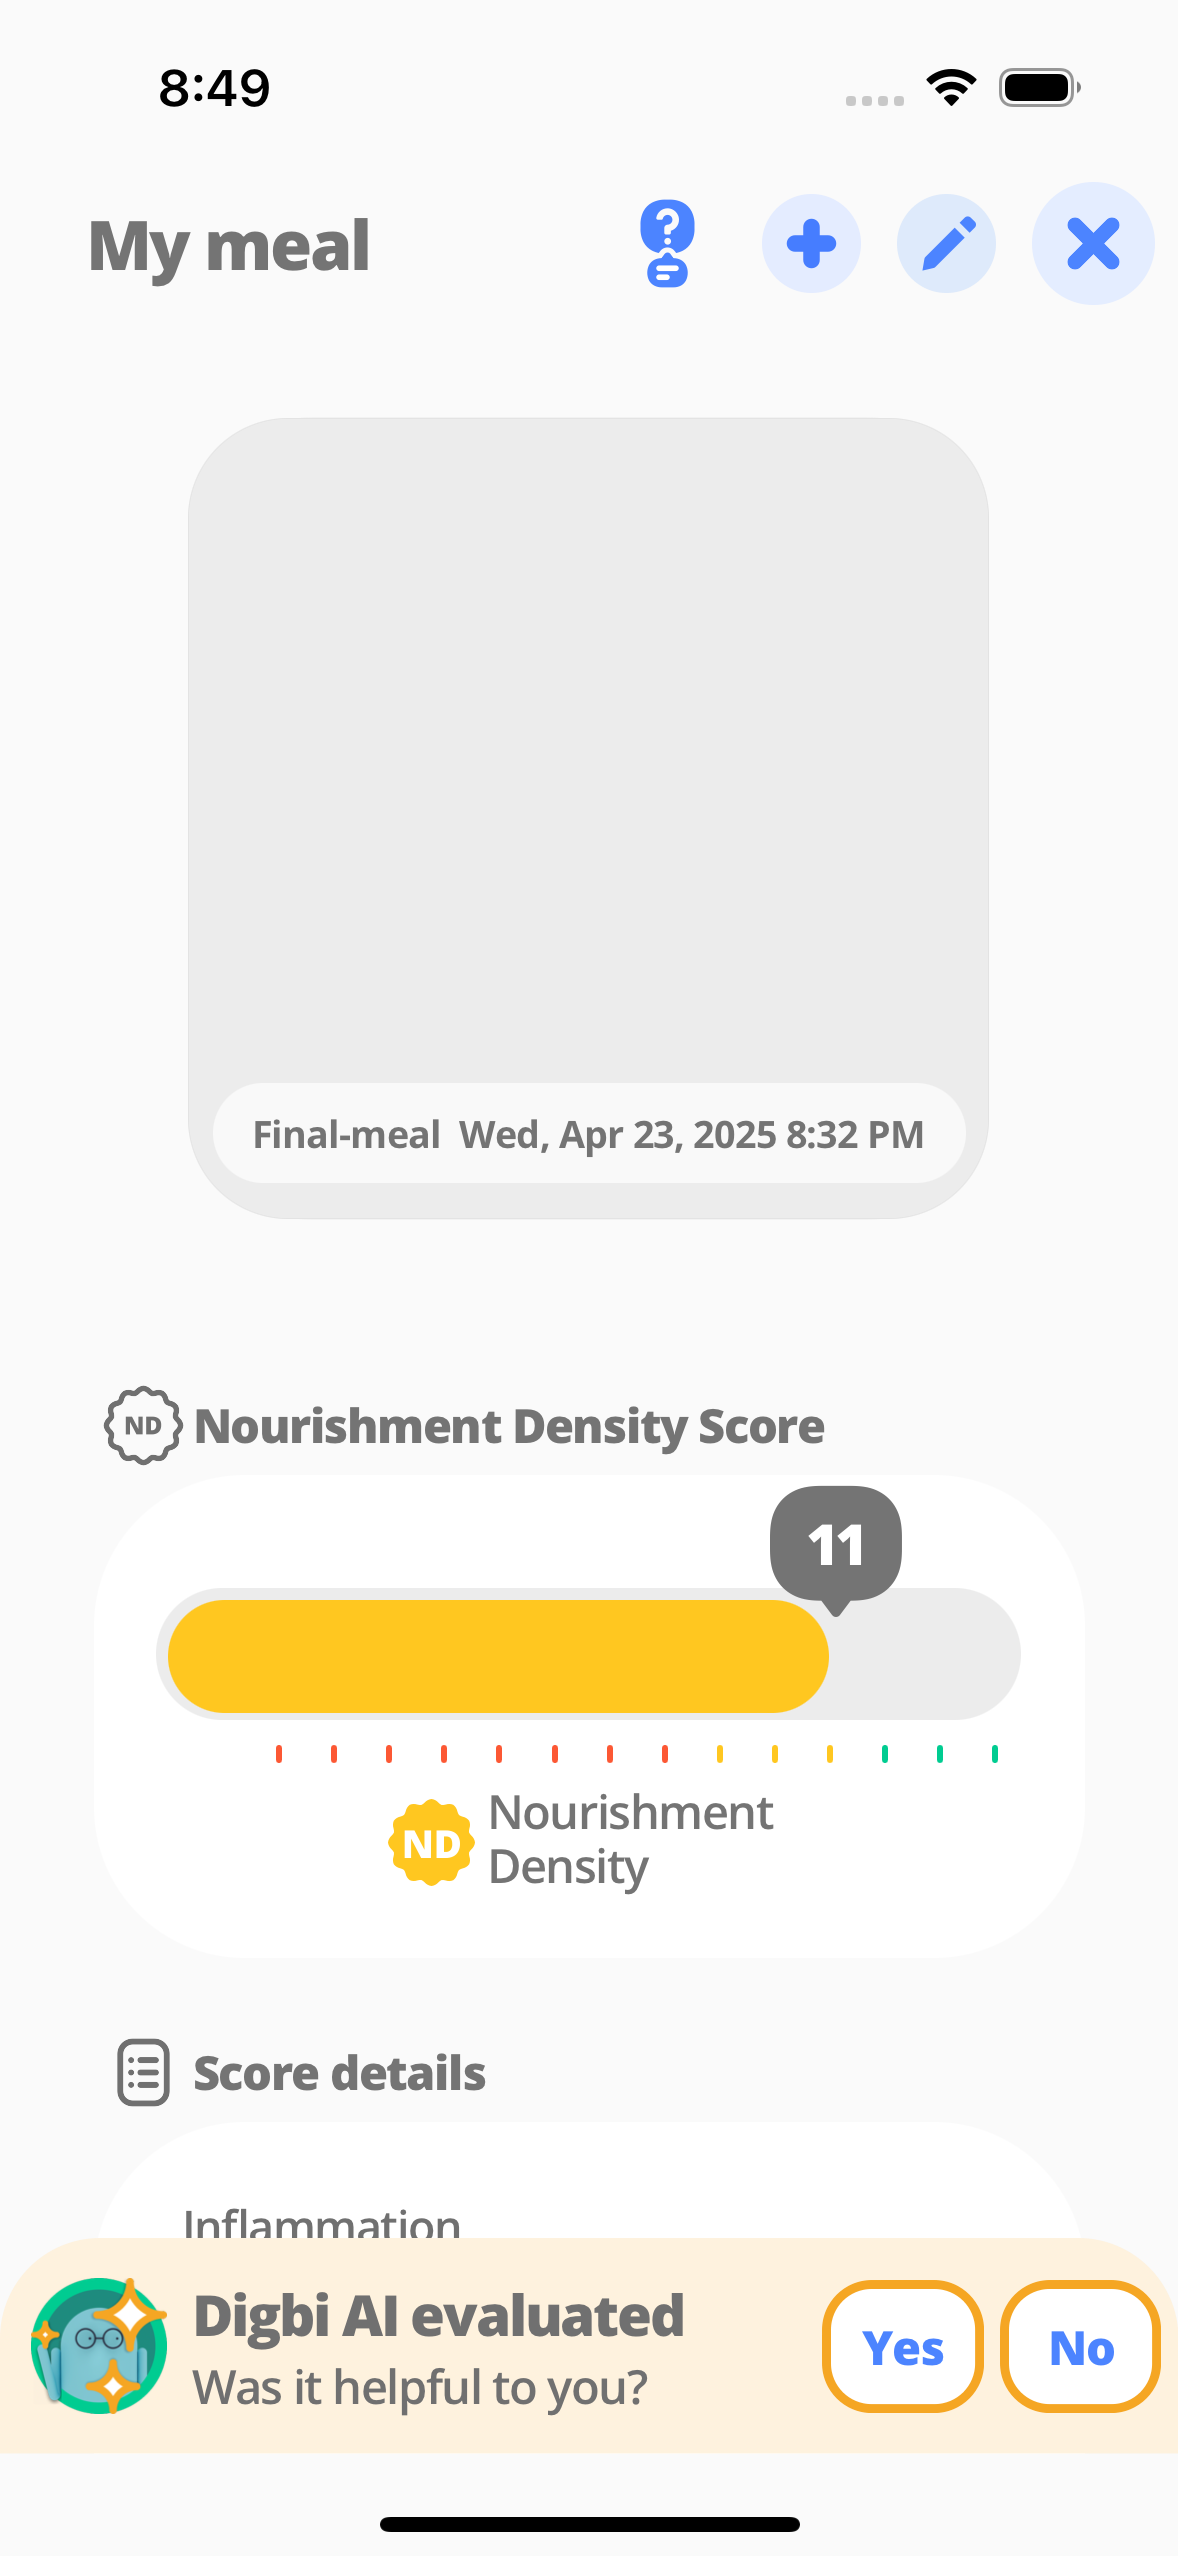 8:49
My meal
Final-meal Wed, Apr 23, 2025 8:32 PM
ND Nourishment Density Score
11
ND Nourishment
Density
Score details
Inflammation
Digbi AI evaluated
Was it helpful to you?
Yes No